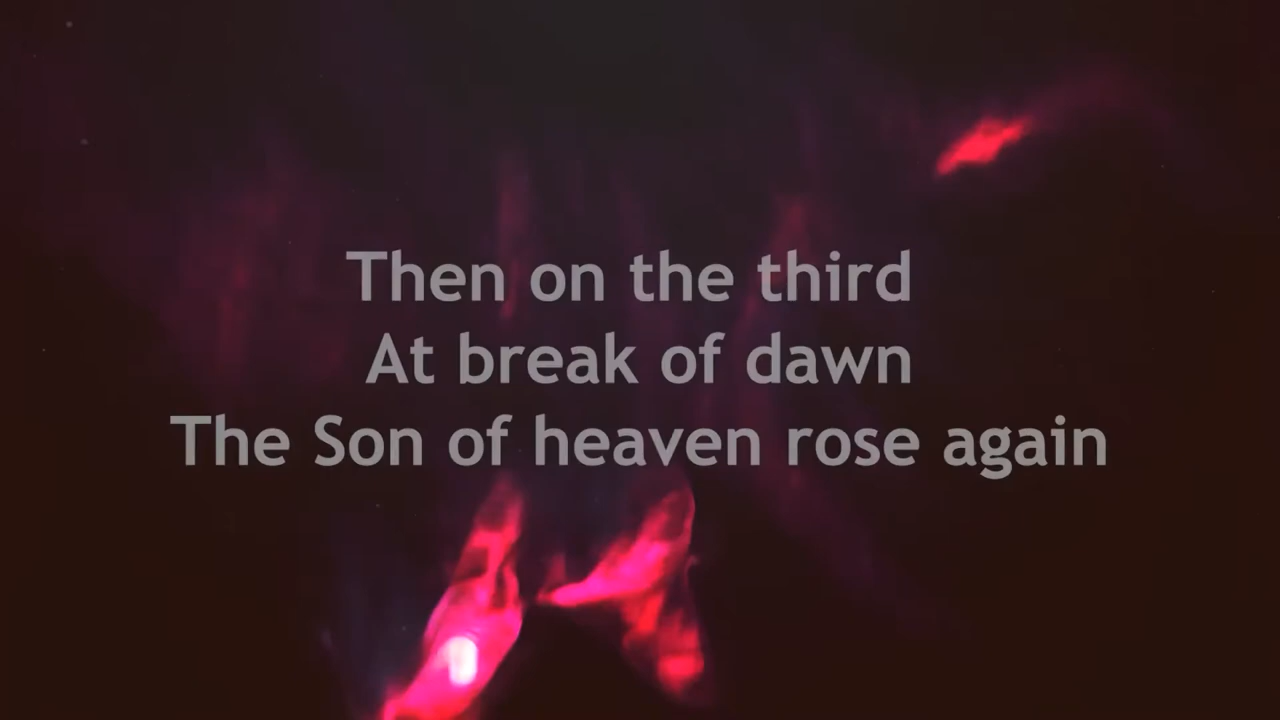 Then on the third
At break of dawn
The Son of heaven rose again